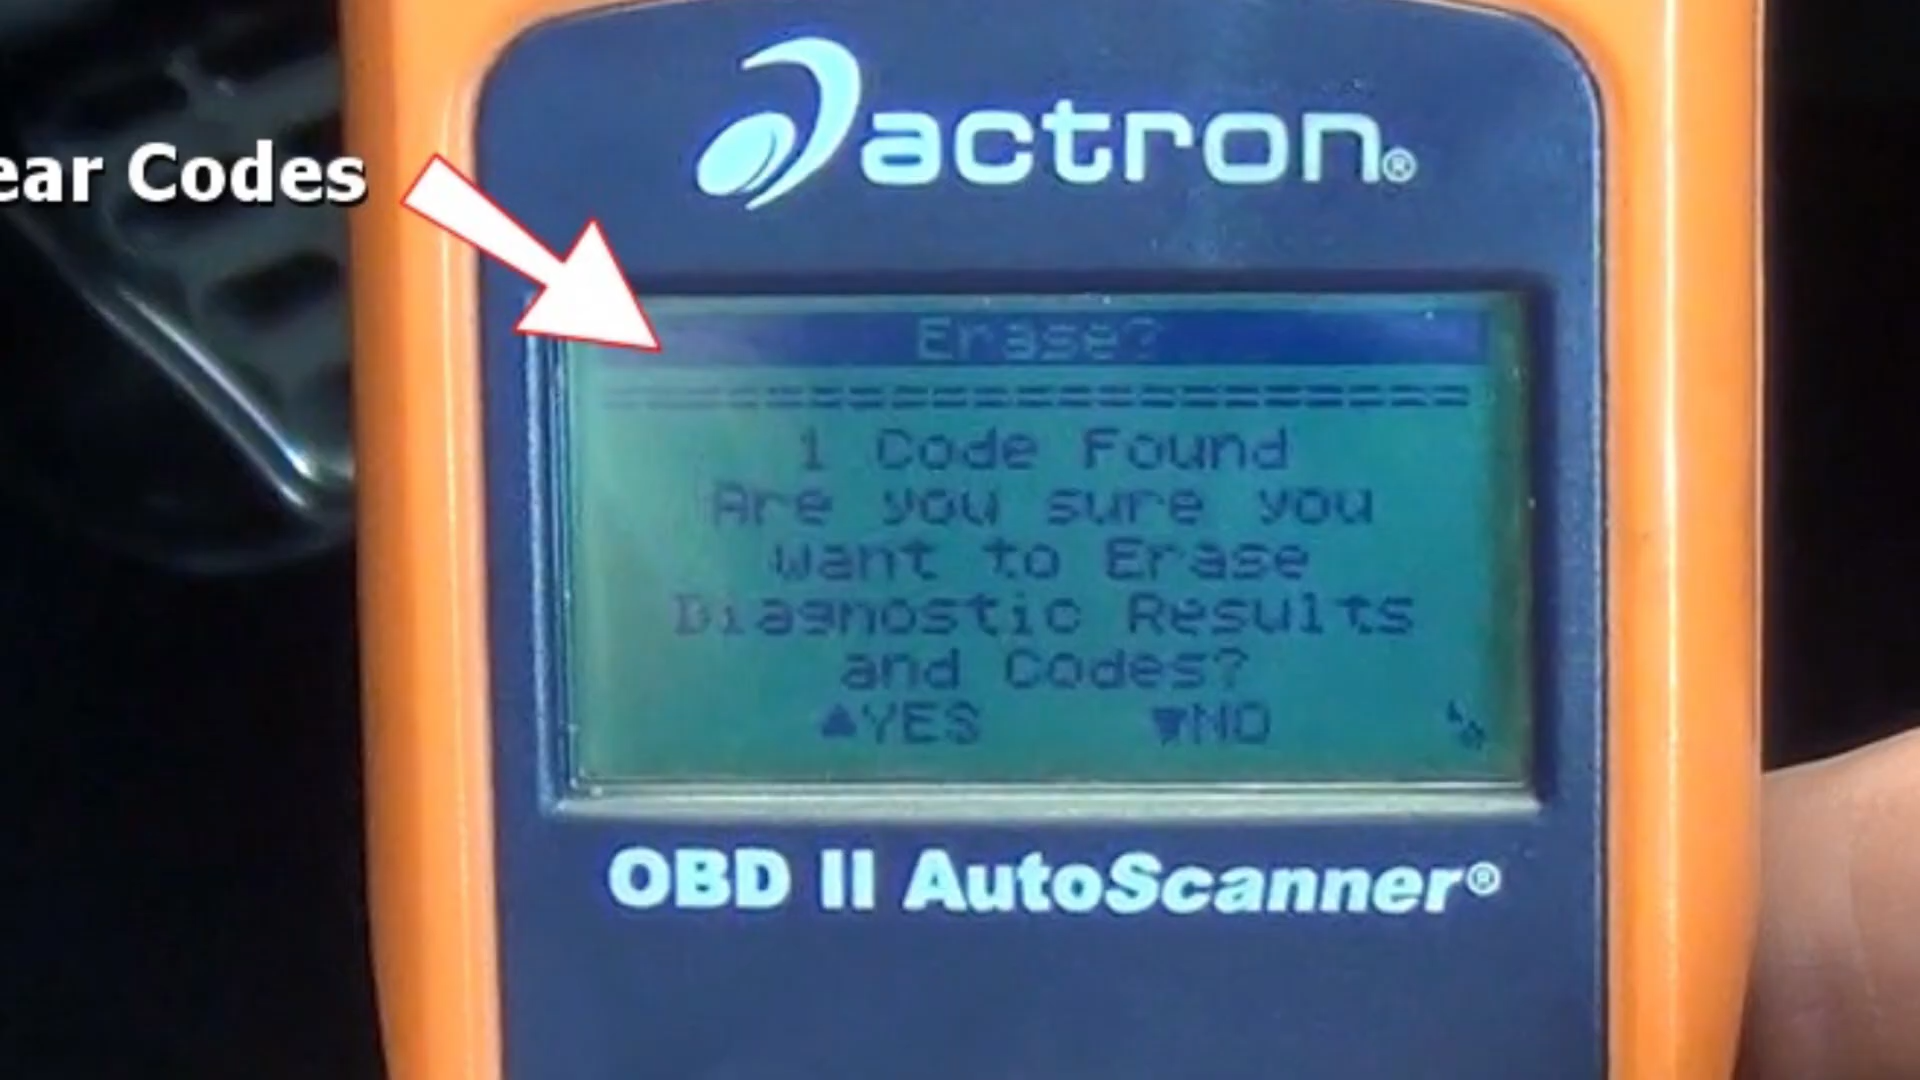 ear Codes
actron®
Erase?
====================
1 Code Found
Are you sure you
want to Erase
Diagnostic Results
and Codes?
▲YES ▼NO
OBD II AutoScanner®